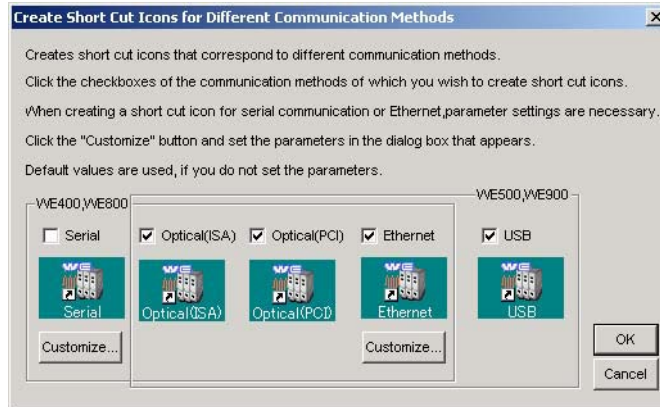 Create Short Cut Icons for Different Communication Methods
Creates short cut icons that correspond to different communication methods.
Click the checkboxes of the communication methods of which you wish to create short cut icons.
When creating a short cut icon for serial communication or Ethernet,parameter settings are necessary.
Click the "Customize" button and set the parameters in the dialog box that appears.
Default values are used, if you do not set the parameters.
WE400,WE800
WE500,WE900
Serial Optical(ISA) Optical(PCI) Ethernet USB
WE WE WE WE WE
Serial Optical(ISA) Optical(PCI) Ethernet USB
Customize... Customize...
OK
Cancel